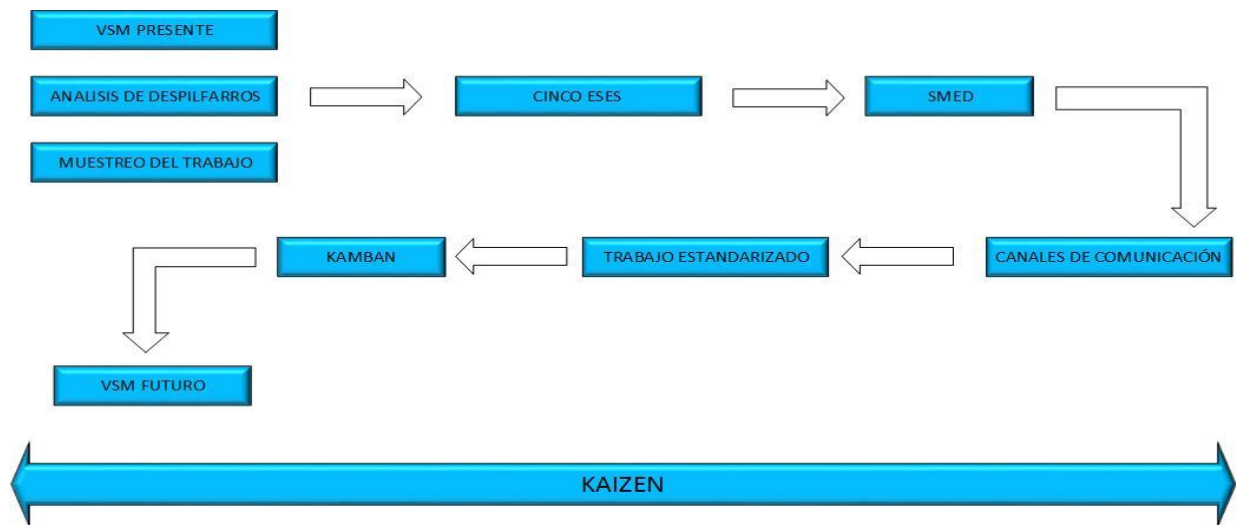 VSM PRESENTE
ANALISIS DE DESPILFARROS
MUESTREO DEL TRABAJO
CINCO ESES
SMED
CANALES DE COMUNICACIÓN
TRABAJO ESTANDARIZADO
KAMBAN
VSM FUTURO
KAIZEN